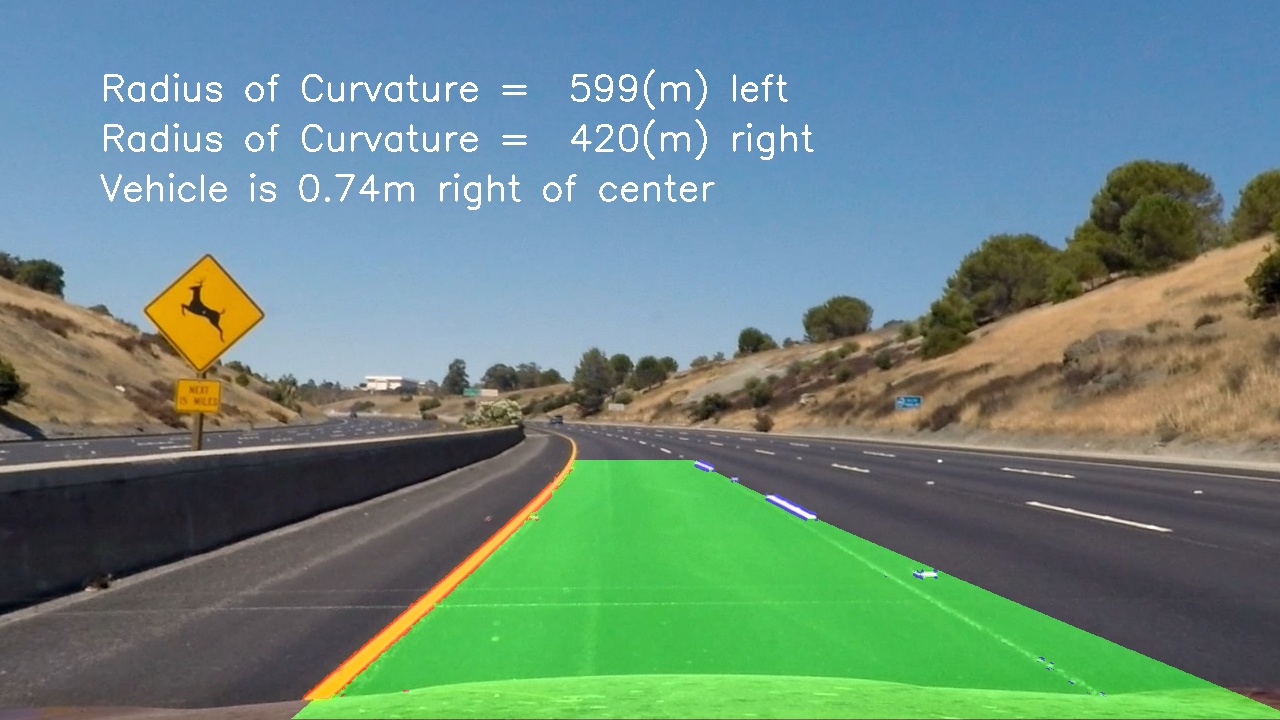 Radius of Curvature = 599(m) left
Radius of Curvature = 420(m) right
Vehicle is 0.74m right of center
NEXT
15 MILES